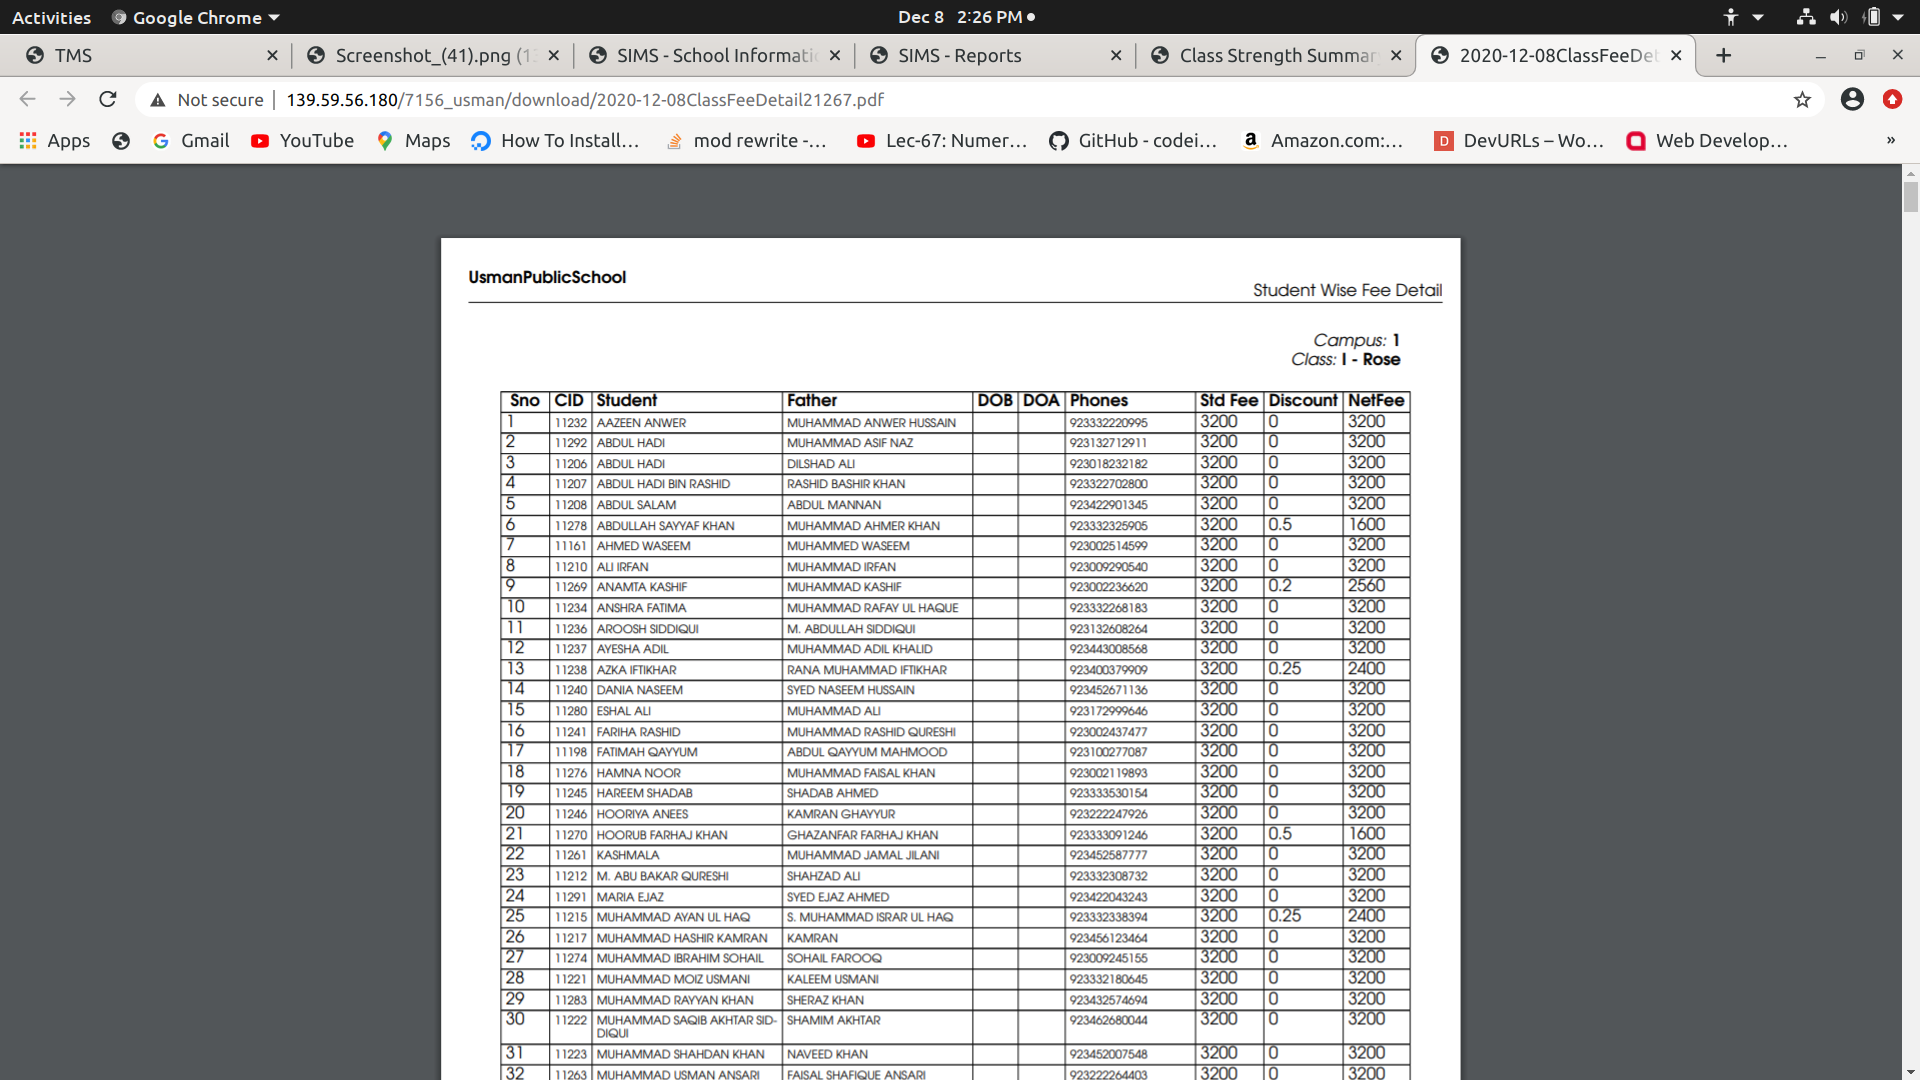 Activities Google Chrome Dec 8 2:26 PM
TMS Screenshot_(41).png (1 SIMS - School Informati SIMS - Reports Class Strength Summar 2020-12-08ClassFeeDet
Not secure 139.59.56.180/7156_usman/download/2020-12-08ClassFeeDetail21267.pdf
Apps Gmail YouTube Maps How To Install... mod rewrite -... Lec-67: Numer... GitHub - codei... Amazon.com:... DevURLs – Wo... Web Develop... »
UsmanPublicSchool
Student Wise Fee Detail
Campus: 1
Class: I - Rose
Sno CID Student Father DOB DOA Phones Std Fee Discount NetFee
1 11232 AAZEEN ANWER MUHAMMAD ANWER HUSSAIN 923332220995 3200 0 3200
2 11292 ABDUL HADI MUHAMMAD ASIF NAZ 923132712911 3200 0 3200
3 11206 ABDUL HADI DILSHAD ALI 923018232182 3200 0 3200
4 11207 ABDUL HADI BIN RASHID RASHID BASHIR KHAN 923322702800 3200 0 3200
5 11208 ABDUL SALAM ABDUL MANNAN 923422901345 3200 0 3200
6 11278 ABDULLAH SAYYAF KHAN MUHAMMAD AHMER KHAN 923332325905 3200 0.5 1600
7 11161 AHMED WASEEM MUHAMMED WASEEM 923002514599 3200 0 3200
8 11210 ALI IRFAN MUHAMMAD IRFAN 923009290540 3200 0 3200
9 11269 ANAMTA KASHIF MUHAMMAD KASHIF 923002236620 3200 0.2 2560
10 11234 ANSHRA FATIMA MUHAMMAD RAFAY UL HAQUE 923332268183 3200 0 3200
11 11236 AROOSH SIDDIQUI M. ABDULLAH SIDDIQUI 923132608264 3200 0 3200
12 11237 AYESHA ADIL MUHAMMAD ADIL KHALID 923443008568 3200 0 3200
13 11238 AZKA IFTIKHAR RANA MUHAMMAD IFTIKHAR 923400379909 3200 0.25 2400
14 11240 DANIA NASEEM SYED NASEEM HUSSAIN 923452671136 3200 0 3200
15 11280 ESHAL ALI MUHAMMAD ALI 923172999646 3200 0 3200
16 11241 FARIHA RASHID MUHAMMAD RASHID QURESHI 923002437477 3200 0 3200
17 11198 FATIMAH QAYYUM ABDUL QAYYUM MAHMOOD 923100277087 3200 0 3200
18 11276 HAMNA NOOR MUHAMMAD FAISAL KHAN 923002119893 3200 0 3200
19 11245 HAREEM SHADAB SHADAB AHMED 923333530154 3200 0 3200
20 11246 HOORIYA ANEES KAMRAN GHAYYUR 923222247926 3200 0 3200
21 11270 HOORUB FARHAJ KHAN GHAZANFAR FARHAJ KHAN 923333091246 3200 0.5 1600
22 11261 KASHMALA MUHAMMAD JAMAL JILANI 923452587777 3200 0 3200
23 11212 M. ABU BAKAR QURESHI SHAHZAD ALI 923332308732 3200 0 3200
24 11291 MARIA EJAZ SYED EJAZ AHMED 923422043243 3200 0 3200
25 11215 MUHAMMAD AYAN UL HAQ S. MUHAMMAD ISRAR UL HAQ 923332338394 3200 0.25 2400
26 11217 MUHAMMAD HASHIR KAMRAN KAMRAN 923456123464 3200 0 3200
27 11274 MUHAMMAD IBRAHIM SOHAIL SOHAIL FAROOQ 923009245155 3200 0 3200
28 11221 MUHAMMAD MOIZ USMANI KALEEM USMANI 923332180645 3200 0 3200
29 11283 MUHAMMAD RAYYAN KHAN SHERAZ KHAN 923432574694 3200 0 3200
30 11222 MUHAMMAD SAQIB AKHTAR SID- SHAMIM AKHTAR 923462680044 3200 0 3200
DIQUI
31 11223 MUHAMMAD SHAHDAN KHAN NAVEED KHAN 923452007548 3200 0 3200
32 11263 MUHAMMAD USMAN ANSARI FAISAL SHAFIQUE ANSARI 923222264403 3200 0 3200